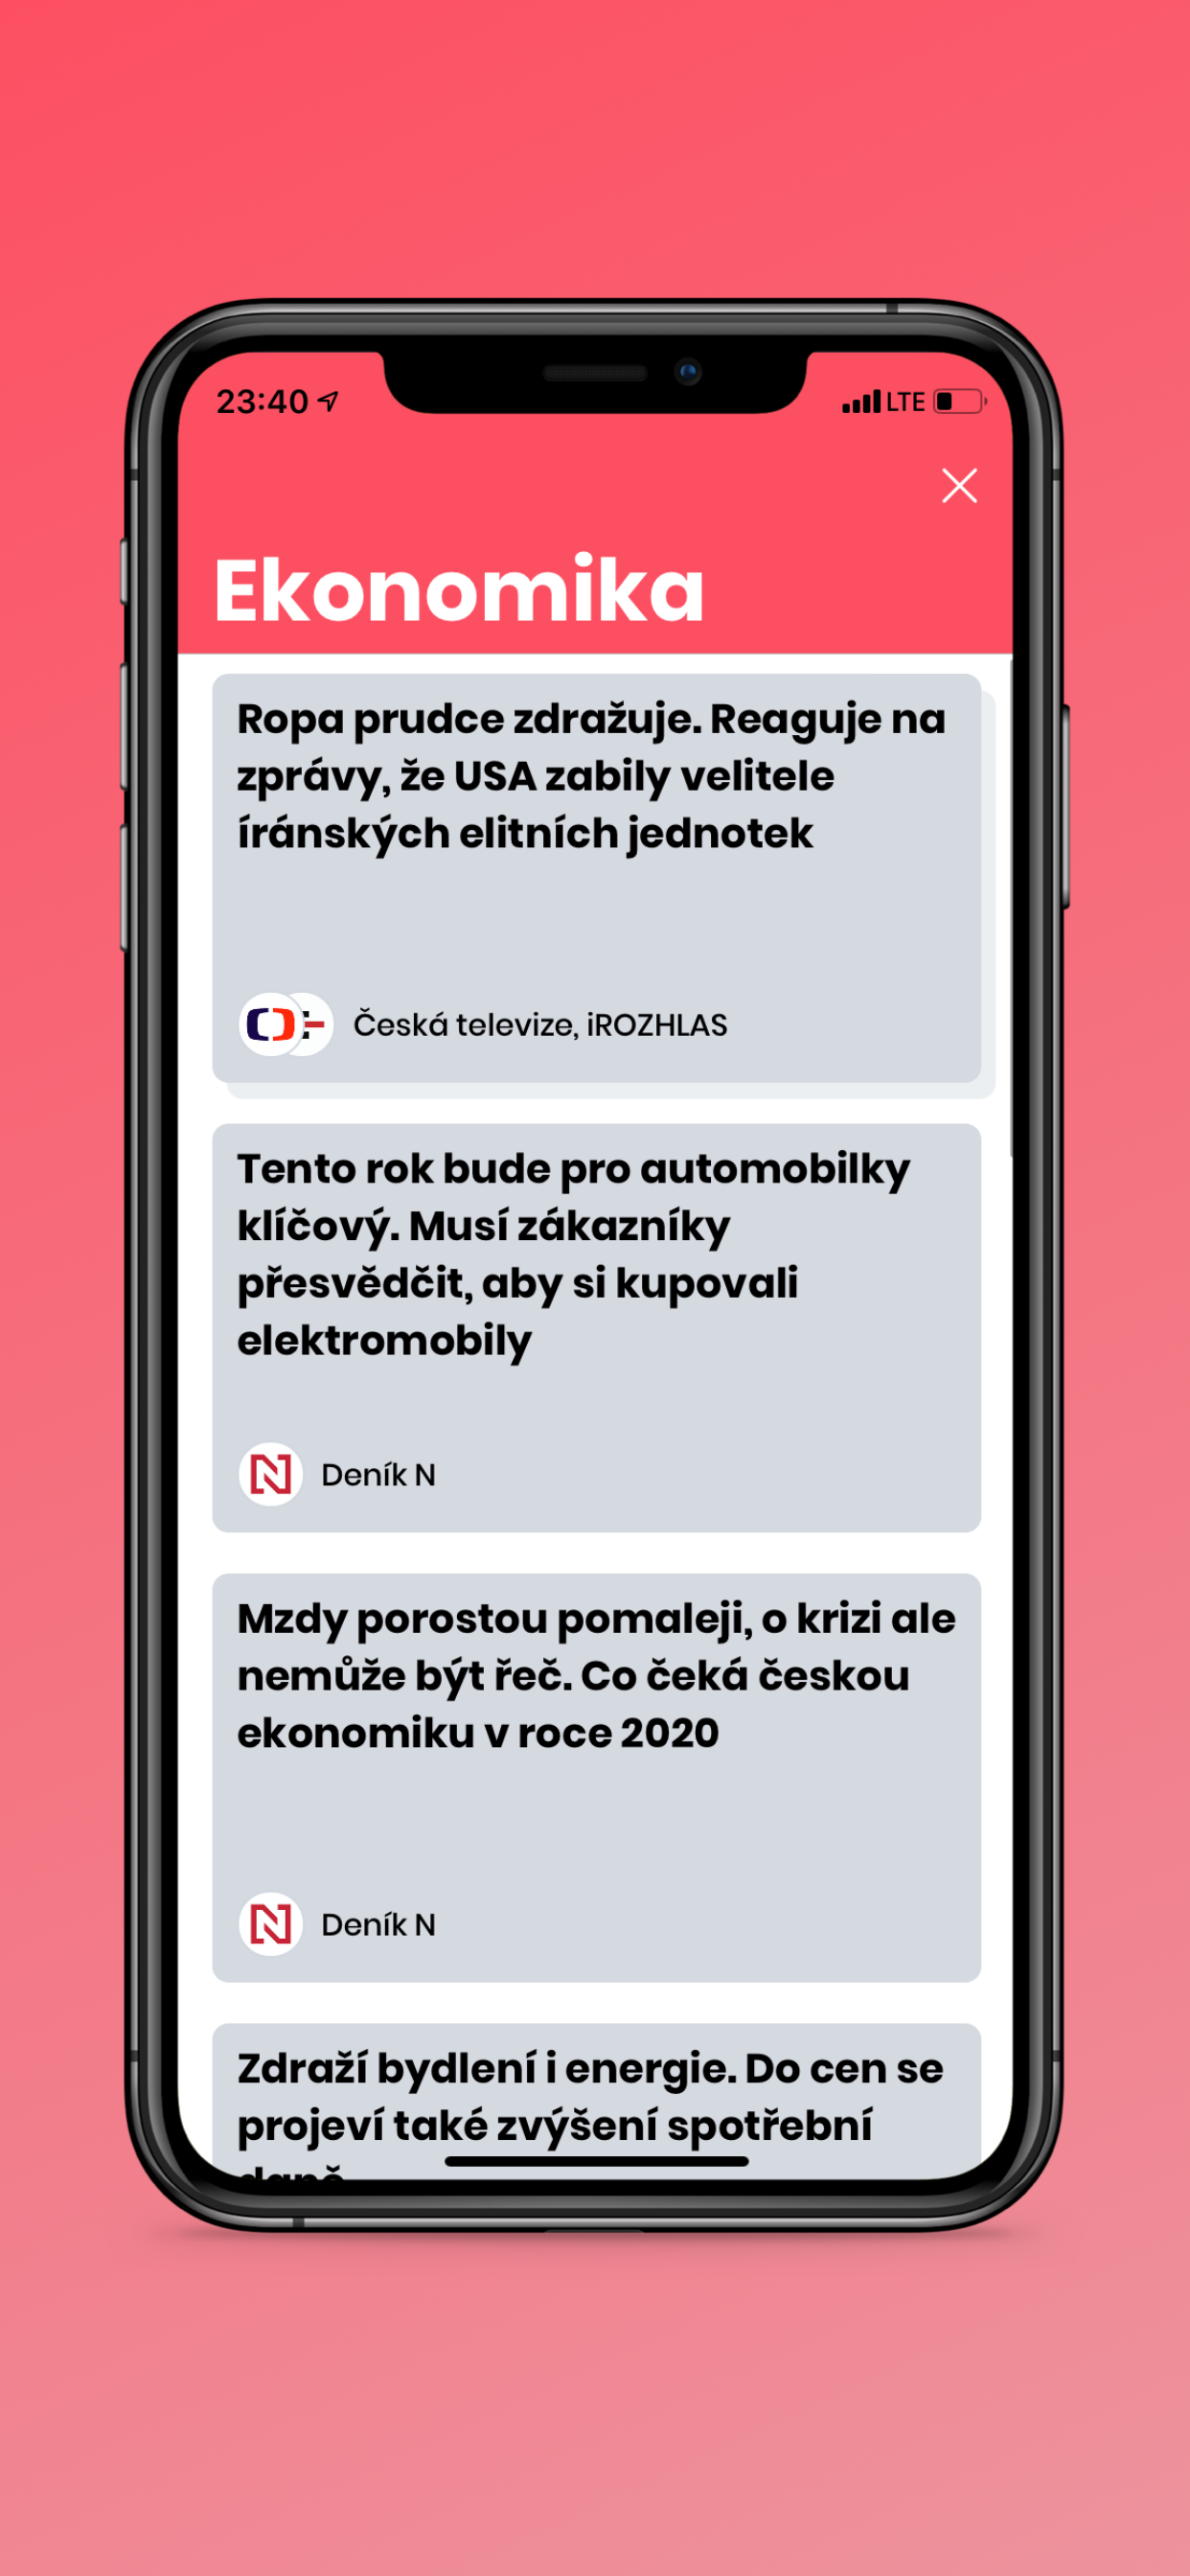 23:40
LTE
Ekonomika
Ropa prudce zdražuje. Reaguje na
zprávy, že USA zabily velitele
íránských elitních jednotek
Česká televize, iROZHLAS
Tento rok bude pro automobilky
klíčový. Musí zákazníky
přesvědčit, aby si kupovali
elektromobily
N
Deník N
Mzdy porostou pomaleji, o krizi ale
nemůže být řeč. Co čeká českou
ekonomiku v roce 2020
N
Deník N
Zdraží bydlení i energie. Do cen se
projeví také zvýšení spotřební